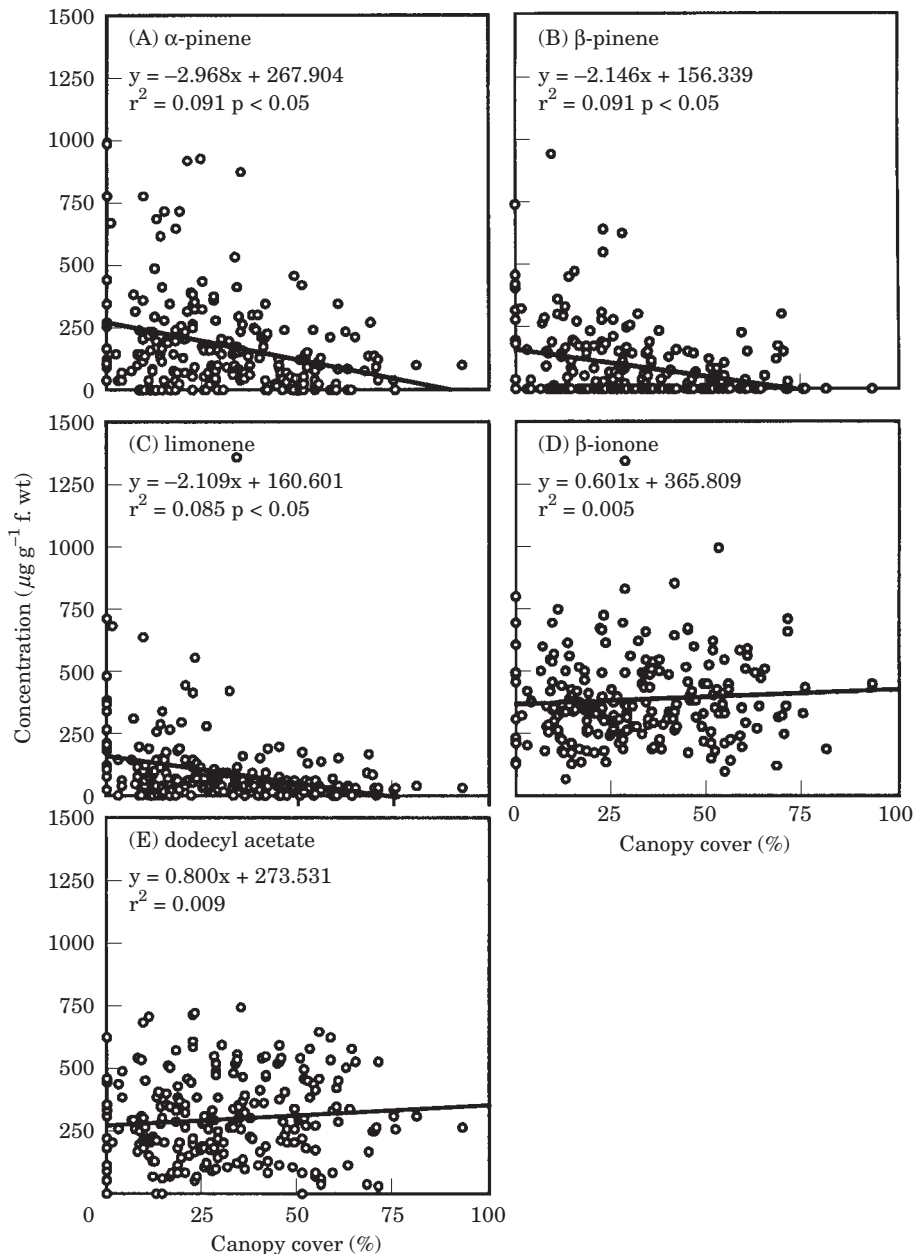 1500
1250
1000
750
500
250
0
(A) α-pinene
y = –2.968x + 267.904
r² = 0.091 p < 0.05
(B) β-pinene
y = –2.146x + 156.339
r² = 0.091 p < 0.05
Concentration (μg g⁻¹ f. wt)
1500
1250
1000
750
500
250
0
(C) limonene
y = –2.109x + 160.601
r² = 0.085 p < 0.05
(D) β-ionone
y = 0.601x + 365.809
r² = 0.005
0 25 50 75 100
Canopy cover (%)
1500
1250
1000
750
500
250
(E) dodecyl acetate
y = 0.800x + 273.531
r² = 0.009
0 25 50 75 100
Canopy cover (%)